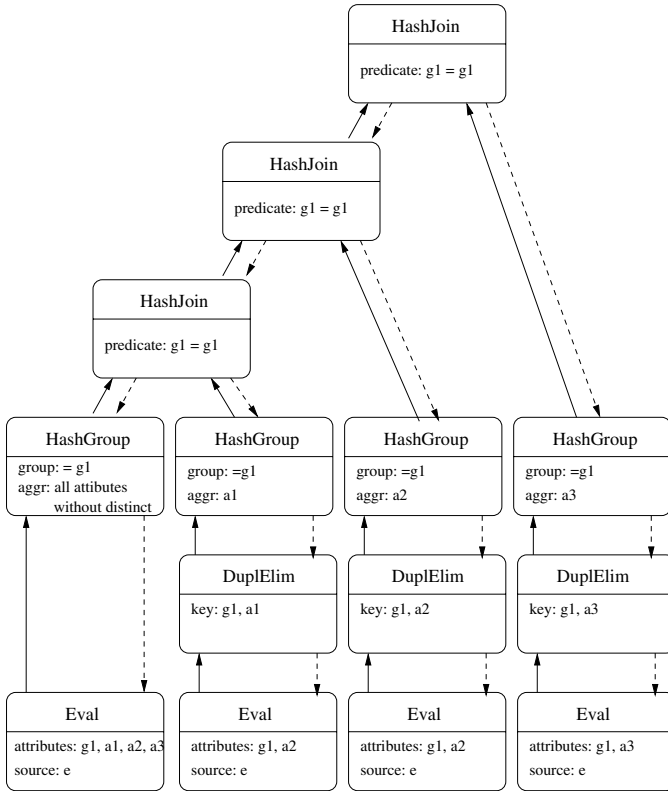 HashJoin
predicate: g1 = g1
HashJoin
predicate: g1 = g1
HashJoin
predicate: g1 = g1
HashGroup
group: = g1
aggr: all attibutes
without distinct
HashGroup
group: =g1
aggr: a1
HashGroup
group: =g1
aggr: a2
HashGroup
group: =g1
aggr: a3
DuplElim
key: g1, a1
DuplElim
key: g1, a2
DuplElim
key: g1, a3
Eval
attributes: g1, a1, a2, a3
source: e
Eval
attributes: g1, a2
source: e
Eval
attributes: g1, a2
source: e
Eval
attributes: g1, a3
source: e